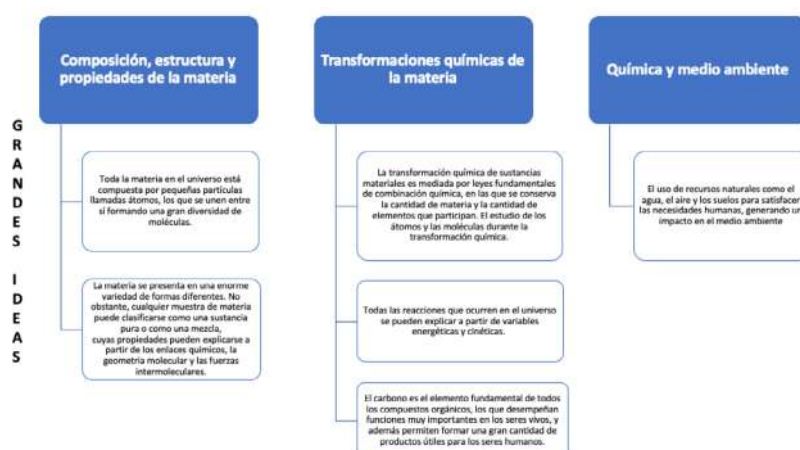 GRANDES IDEAS
Composición, estructura y
propiedades de la materia
Toda la materia en el universo está
compuesta por pequeñas partículas
llamadas átomos, los que se unen entre
sí formando una gran diversidad de
moléculas.
La materia se presenta en una enorme
variedad de formas diferentes. No
obstante, cualquier muestra de materia
puede clasificarse como una sustancia
pura o como una mezcla,
cuyas propiedades pueden explicarse a
partir de los enlaces químicos, la
geometría molecular y las fuerzas
intermoleculares.
Transformaciones químicas de
la materia
La transformación química de sustancias
materiales es mediada por leyes fundamentales
de combinación química, en las que se conserva
la cantidad de materia y la cantidad de
elementos que participan. El estudio de los
átomos y las moléculas durante la
transformación química.
Todas las reacciones que ocurren en el universo
se pueden explicar a partir de variables
energéticas y cinéticas.
El carbono es el elemento fundamental de todos
los compuestos orgánicos, los que desempeñan
funciones muy importantes en los seres vivos, y
además permiten formar una gran cantidad de
productos útiles para los seres humanos.
Química y medio ambiente
El uso de recursos naturales como el
agua, el aire y los suelos para satisfacer
las necesidades humanas, generando un
impacto en el medio ambiente